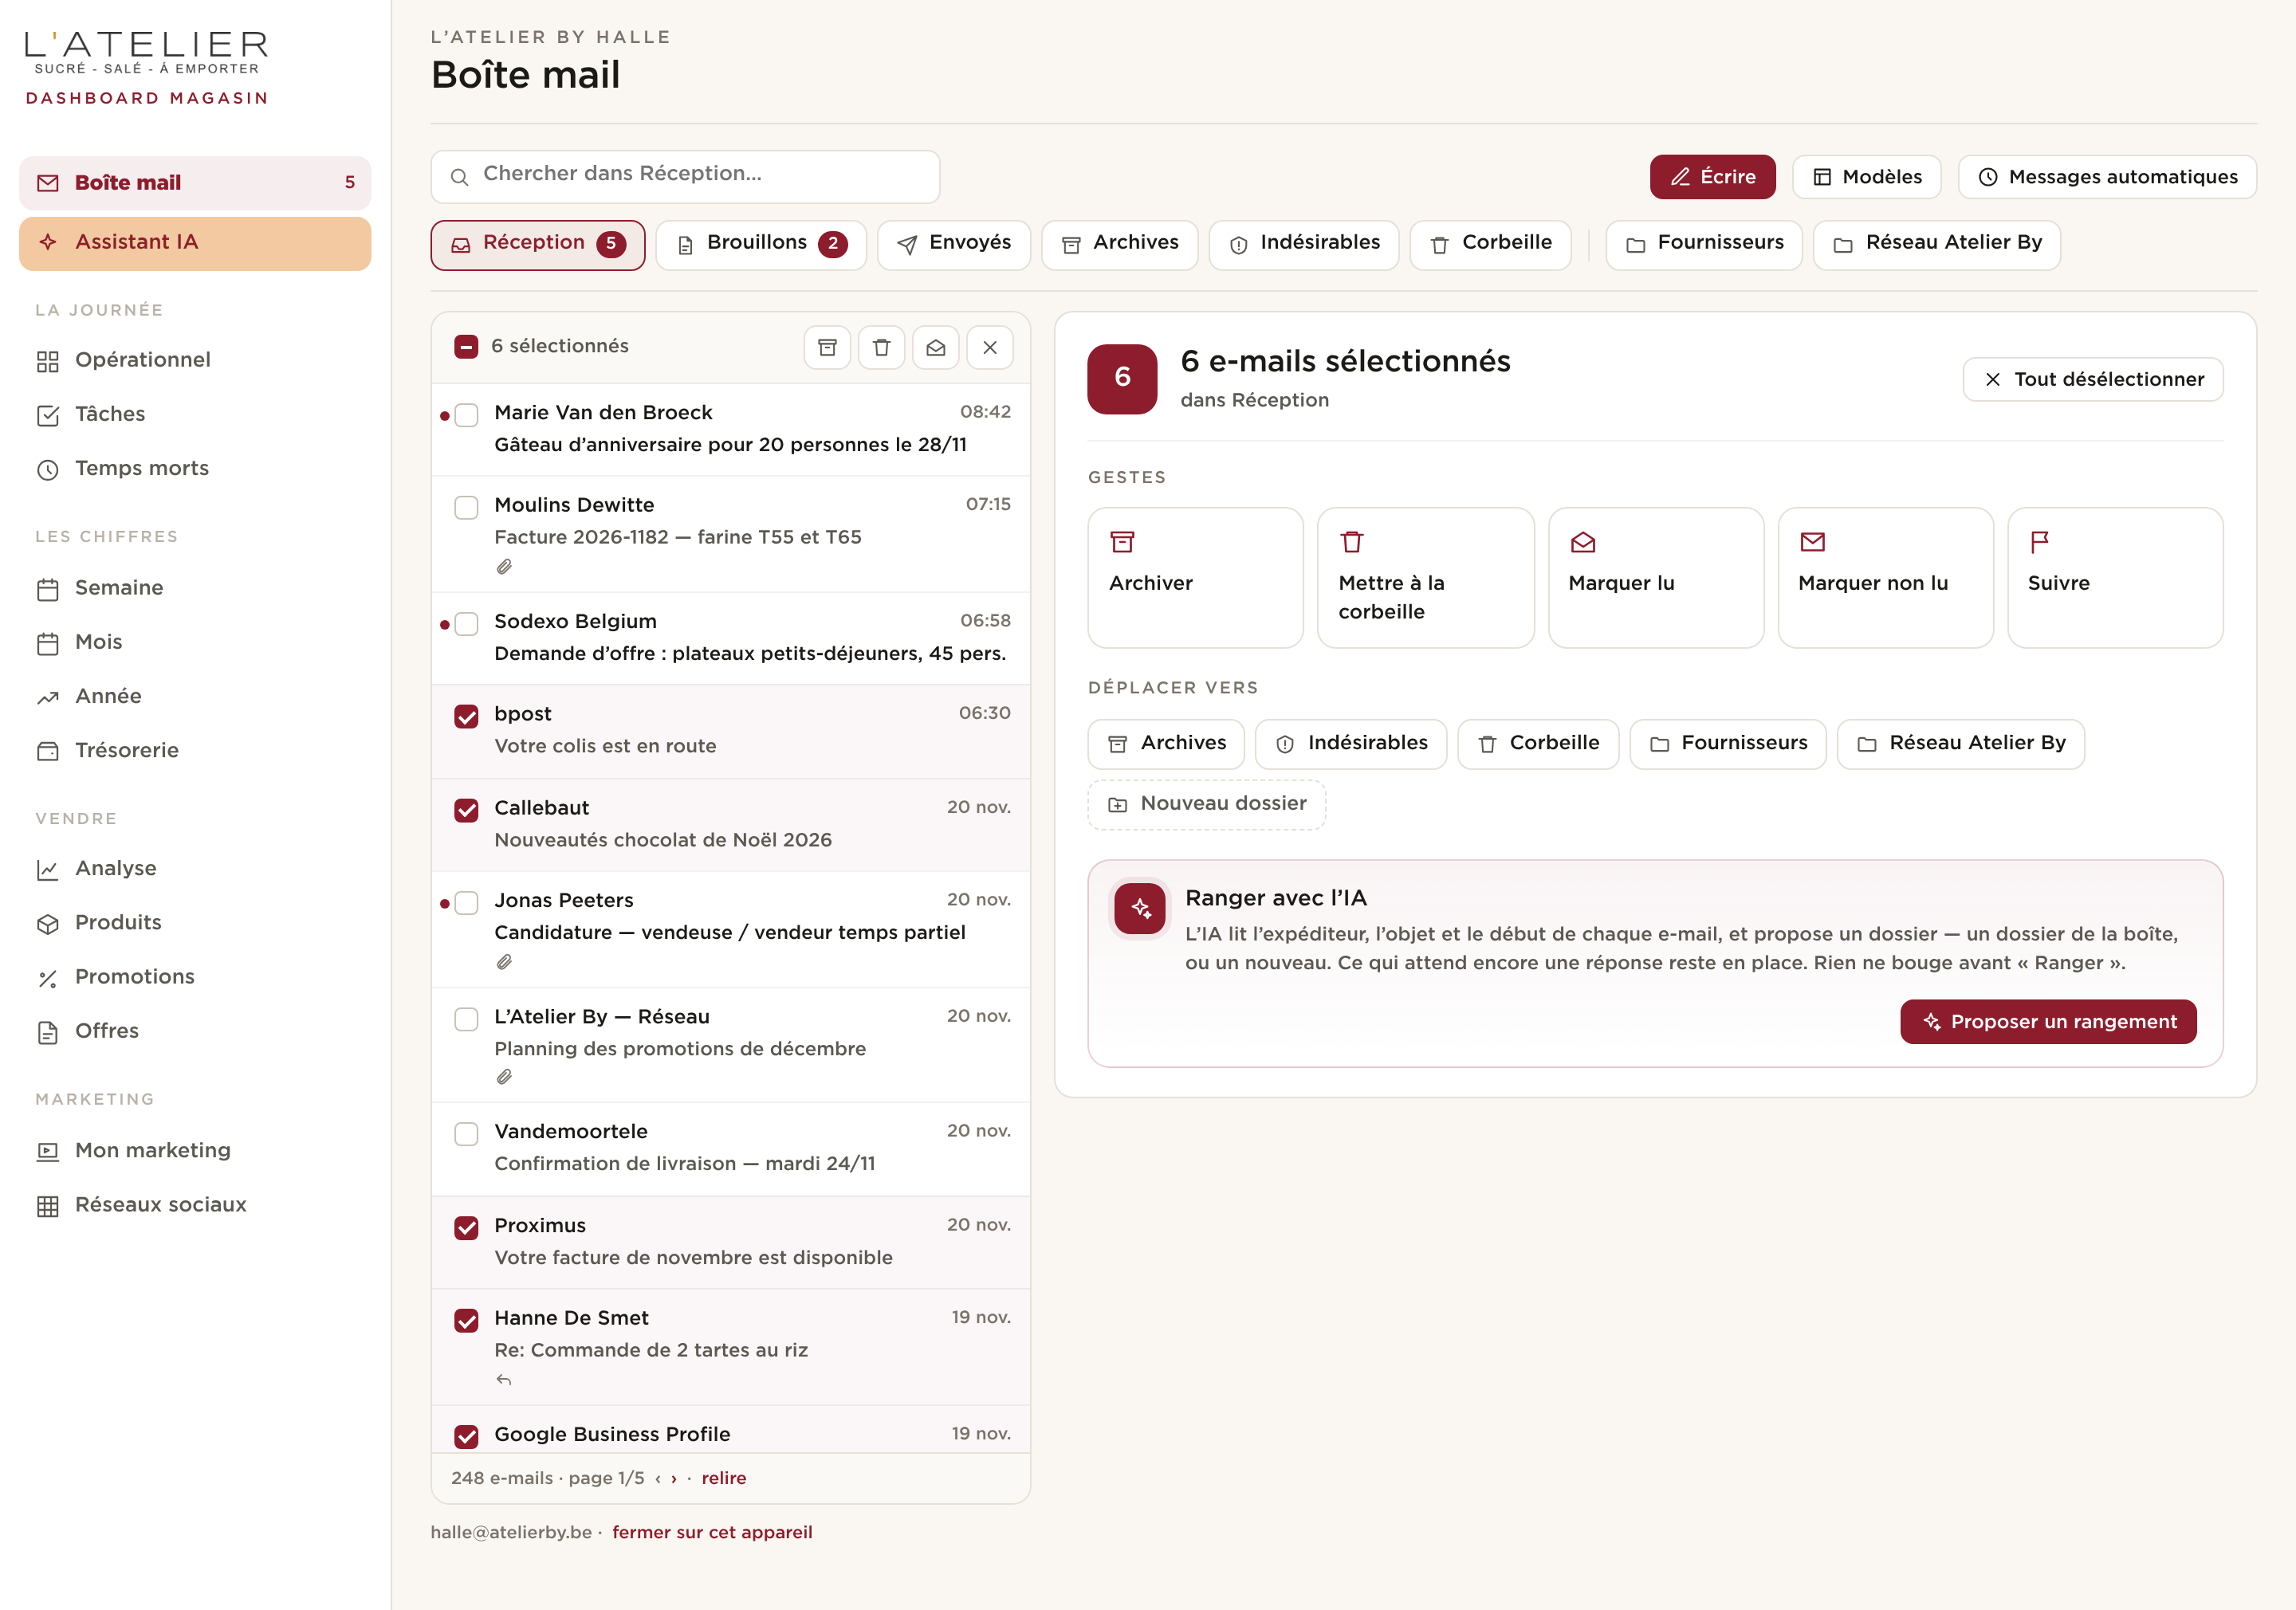 L'ATELIER
SUCRÉ - SALÉ - Á EMPORTER
DASHBOARD MAGASIN
Boîte mail 5
Assistant IA
LA JOURNÉE
Opérationnel
Tâches
Temps morts
LES CHIFFRES
Semaine
Mois
Année
Trésorerie
VENDRE
Analyse
Produits
Promotions
Offres
MARKETING
Mon marketing
Réseaux sociaux
L’ATELIER BY HALLE
Boîte mail
Chercher dans Réception…
Écrire
Modèles
Messages automatiques
Réception 5
Brouillons 2
Envoyés
Archives
Indésirables
Corbeille
Fournisseurs
Réseau Atelier By
6 sélectionnés
Marie Van den Broeck 08:42
Gâteau d’anniversaire pour 20 personnes le 28/11
Moulins Dewitte 07:15
Facture 2026-1182 — farine T55 et T65
Sodexo Belgium 06:58
Demande d’offre : plateaux petits-déjeuners, 45 pers.
bpost 06:30
Votre colis est en route
Callebaut 20 nov.
Nouveautés chocolat de Noël 2026
Jonas Peeters 20 nov.
Candidature — vendeuse / vendeur temps partiel
L’Atelier By — Réseau 20 nov.
Planning des promotions de décembre
Vandemoortele 20 nov.
Confirmation de livraison — mardi 24/11
Proximus 20 nov.
Votre facture de novembre est disponible
Hanne De Smet 19 nov.
Re: Commande de 2 tartes au riz
Google Business Profile 19 nov.
248 e-mails · page 1/5 ‹ › · relire
halle@atelierby.be · fermer sur cet appareil
6
6 e-mails sélectionnés
dans Réception
Tout désélectionner
GESTES
Archiver
Mettre à la
corbeille
Marquer lu
Marquer non lu
Suivre
DÉPLACER VERS
Archives
Indésirables
Corbeille
Fournisseurs
Réseau Atelier By
Nouveau dossier
Ranger avec l’IA
L’IA lit l’expéditeur, l’objet et le début de chaque e-mail, et propose un dossier — un dossier de la boîte,
ou un nouveau. Ce qui attend encore une réponse reste en place. Rien ne bouge avant « Ranger ».
Proposer un rangement